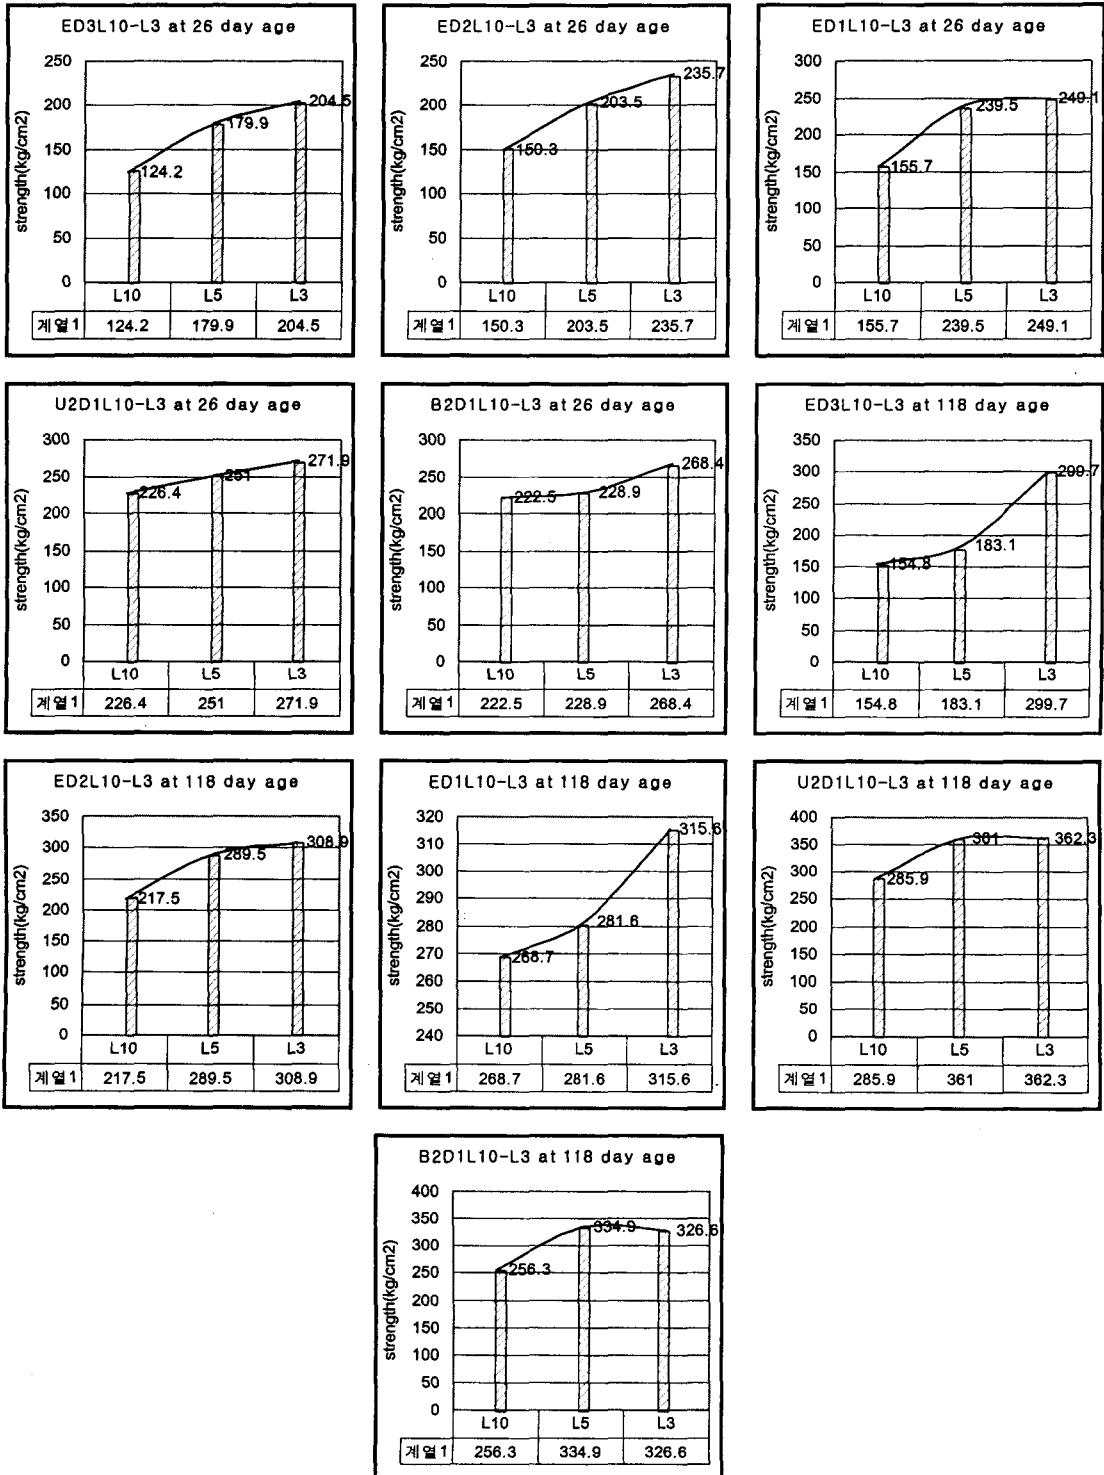 ED3L10-L3 at 26 day age
strength(kg/cm2)
250
200
150
100
50
0
124.2
179.9
204.5
L10 L5 L3
계열1 124.2 179.9 204.5
ED2L10-L3 at 26 day age
strength(kg/cm2)
250
200
150
100
50
0
150.3
203.5
235.7
L10 L5 L3
계열1 150.3 203.5 235.7
ED1L10-L3 at 26 day age
strength(kg/cm2)
300
250
200
150
100
50
0
155.7
239.5
249.1
L10 L5 L3
계열1 155.7 239.5 249.1
U2D1L10-L3 at 26 day age
strength(kg/cm2)
300
250
200
150
100
50
0
226.4
251
271.9
L10 L5 L3
계열1 226.4 251 271.9
B2D1L10-L3 at 26 day age
strength(kg/cm2)
300
250
200
150
100
50
0
222.5
228.9
268.4
L10 L5 L3
계열1 222.5 228.9 268.4
ED3L10-L3 at 118 day age
strength(kg/cm2)
350
300
250
200
150
100
50
0
154.8
183.1
299.7
L10 L5 L3
계열1 154.8 183.1 299.7
ED2L10-L3 at 118 day age
strength(kg/cm2)
350
300
250
200
150
100
50
0
217.5
289.5
308.9
L10 L5 L3
계열1 217.5 289.5 308.9
ED1L10-L3 at 118 day age
strength(kg/cm2)
320
310
300
290
280
270
260
250
240
268.7
281.6
315.6
L10 L5 L3
계열1 268.7 281.6 315.6
U2D1L10-L3 at 118 day age
strength(kg/cm2)
400
350
300
250
200
150
100
50
0
285.9
361
362.3
L10 L5 L3
계열1 285.9 361 362.3
B2D1L10-L3 at 118 day age
strength(kg/cm2)
400
350
300
250
200
150
100
50
0
256.3
334.9
326.6
L10 L5 L3
계열1 256.3 334.9 326.6